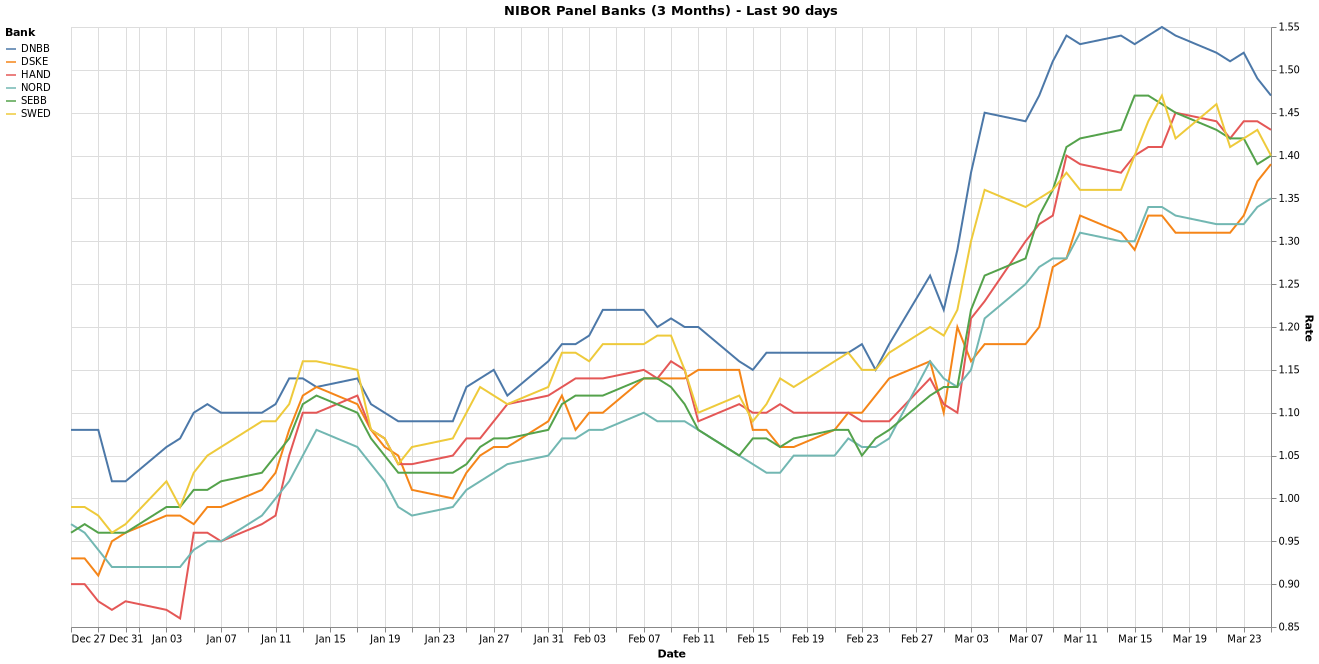 NIBOR Panel Banks (3 Months) - Last 90 days
Bank
DNBB
DSKE
HAND
NORD
SEBB
SWED
1.55
1.50
1.45
1.40
1.35
1.30
1.25
1.20
1.15
1.10
1.05
1.00
0.95
0.90
0.85
Rate
Dec 27 Dec 31 Jan 03 Jan 07 Jan 11 Jan 15 Jan 19 Jan 23 Jan 27 Jan 31 Feb 03 Feb 07 Feb 11 Feb 15 Feb 19 Feb 23 Feb 27 Mar 03 Mar 07 Mar 11 Mar 15 Mar 19 Mar 23
Date